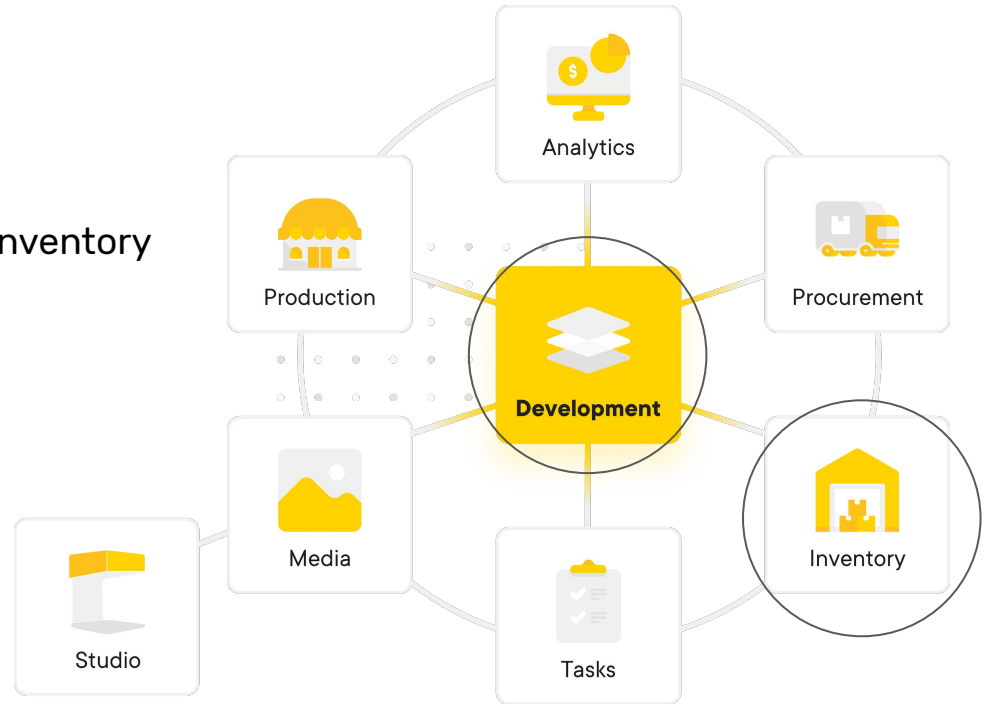 Analytics
nventory
Production
Procurement
Development
Media
Inventory
Studio
Tasks